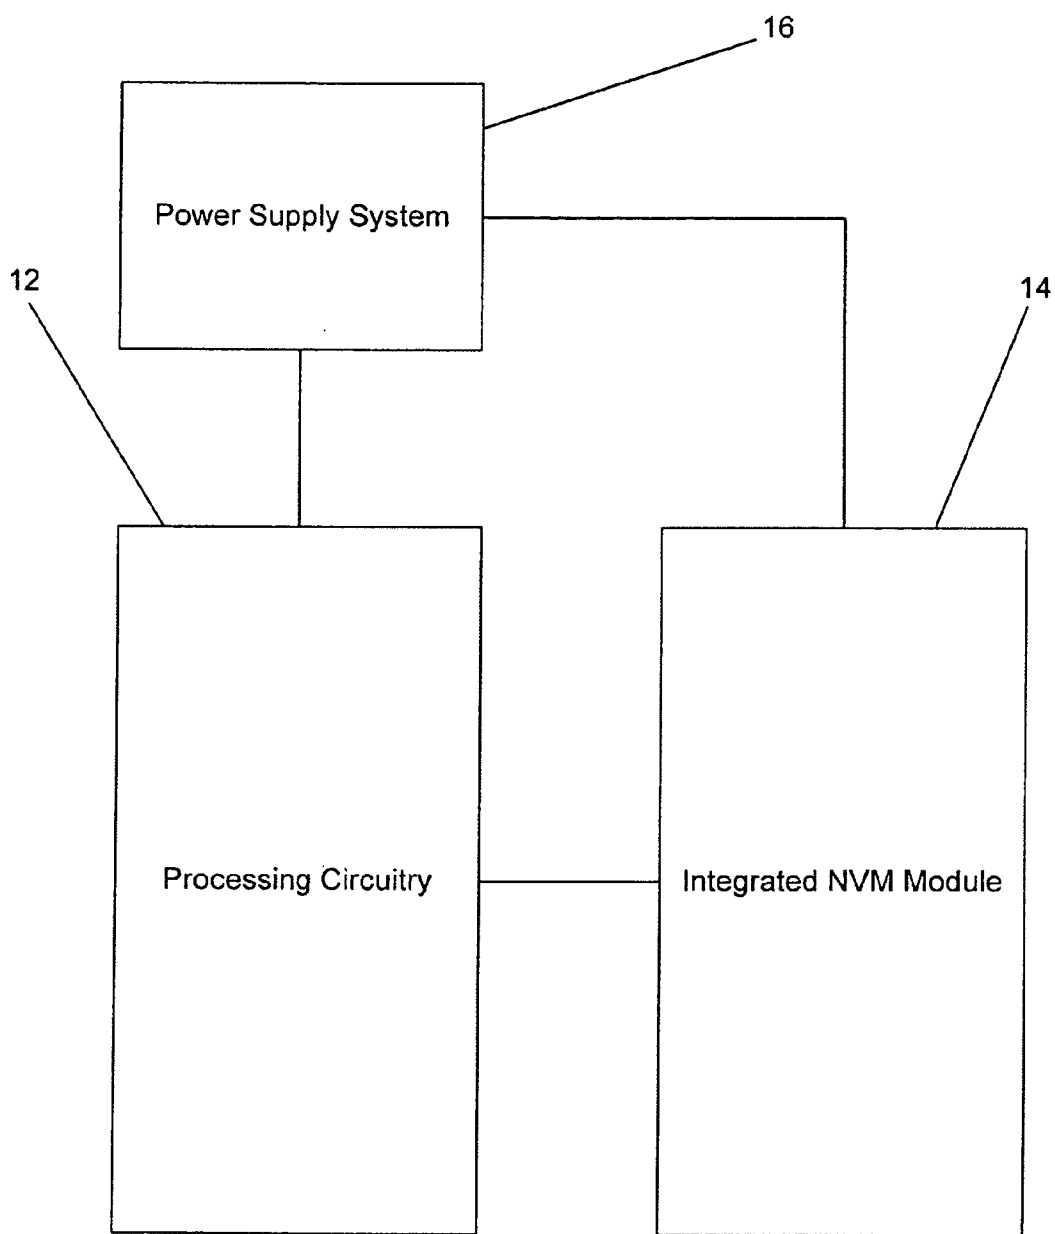 16
Power Supply System
12
14
Processing Circuitry
Integrated NVM Module